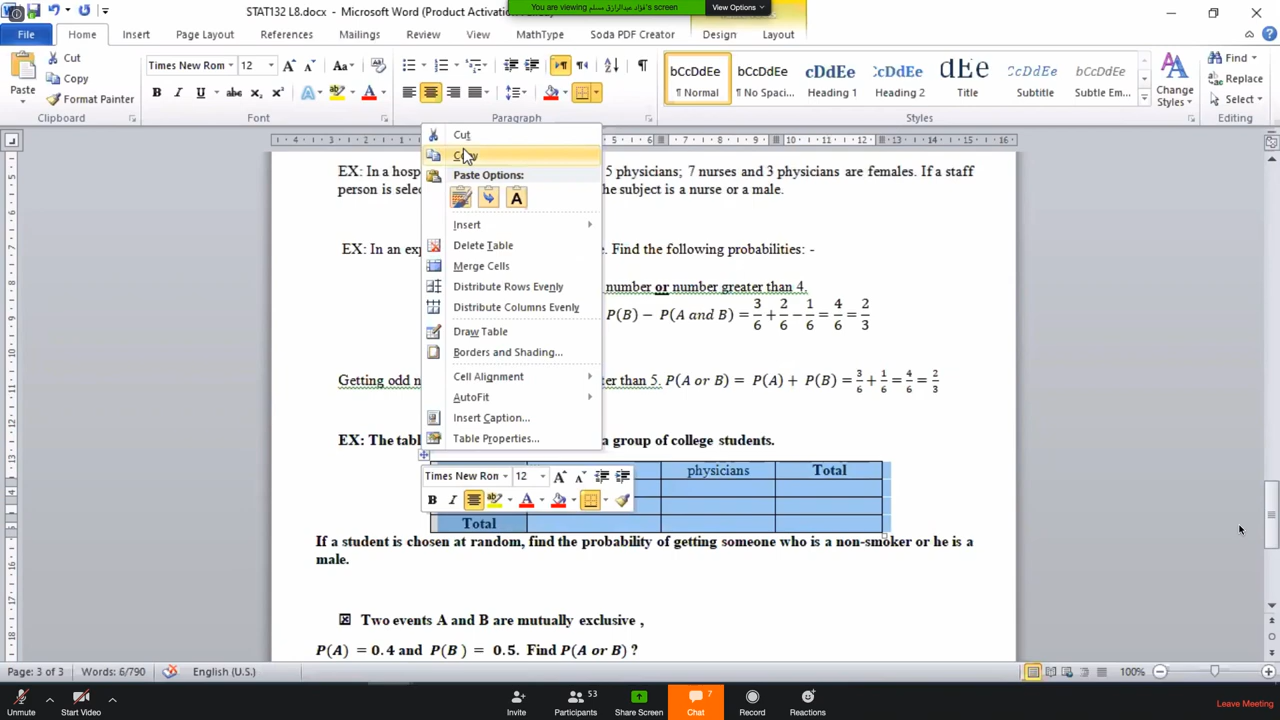 STAT132 L8.docx - Microsoft Word (Product Activation
You are viewing فؤاد عبدالرازق مسلم's screen
View Options
File Home Insert Page Layout References Mailings Review View MathType Soda PDF Creator Design Layout
Paste
Cut
Copy
Format Painter
Clipboard
Times New Rom 12
Font
Paragraph
AaBbCcDdEe
Normal
No Spaci...
Heading 1
Heading 2
Title
Subtitle
Subtle Em...
Change Styles
Styles
Find
Replace
Select
Editing
Cut
Paste Options:
Insert
Delete Table
Merge Cells
Distribute Rows Evenly
Distribute Columns Evenly
Draw Table
Borders and Shading...
Cell Alignment
AutoFit
Insert Caption...
Table Properties...
Times New Ron 12
EX: In a hosp 5 physicians; 7 nurses and 3 physicians are females. If a staff
person is selec he subject is a nurse or a male.
EX: In an exp e. Find the following probabilities: -
number or number greater than 4.
P(B) − P(A and B) = 3/6 + 2/6 − 1/6 = 4/6 = 2/3
Getting odd n ter than 5. P(A or B) = P(A) + P(B) = 3/6 + 1/6 = 4/6 = 2/3
EX: The tabl a group of college students.
physicians Total
Total
If a student is chosen at random, find the probability of getting someone who is a non-smoker or he is a
male.
Two events A and B are mutually exclusive ,
P(A) = 0.4 and P(B) = 0.5. Find P(A or B) ?
Page: 3 of 3 Words: 6/790 English (U.S.) 100%
Unmute Start Video Invite Participants 53 Share Screen Chat 7 Record Reactions Leave Meeting